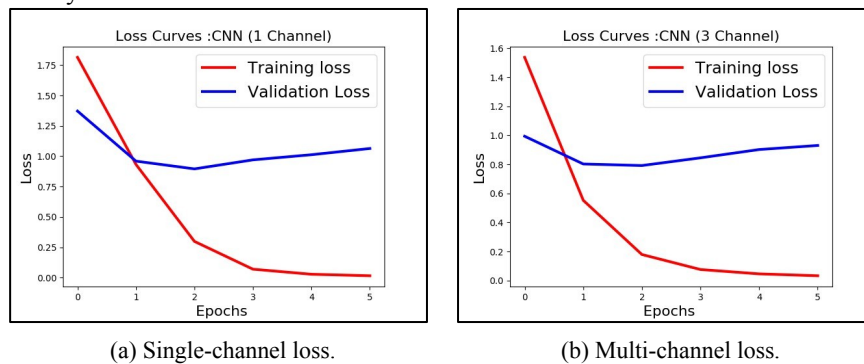 Loss Curves :CNN (1 Channel)
Training loss
Validation Loss
1.75
1.50
1.25
1.00
0.75
0.50
0.25
0.00
Loss
0 1 2 3 4 5
Epochs
(a) Single-channel loss.
Loss Curves :CNN (3 Channel)
Training loss
Validation Loss
1.6
1.4
1.2
1.0
0.8
0.6
0.4
0.2
0.0
Loss
0 1 2 3 4 5
Epochs
(b) Multi-channel loss.